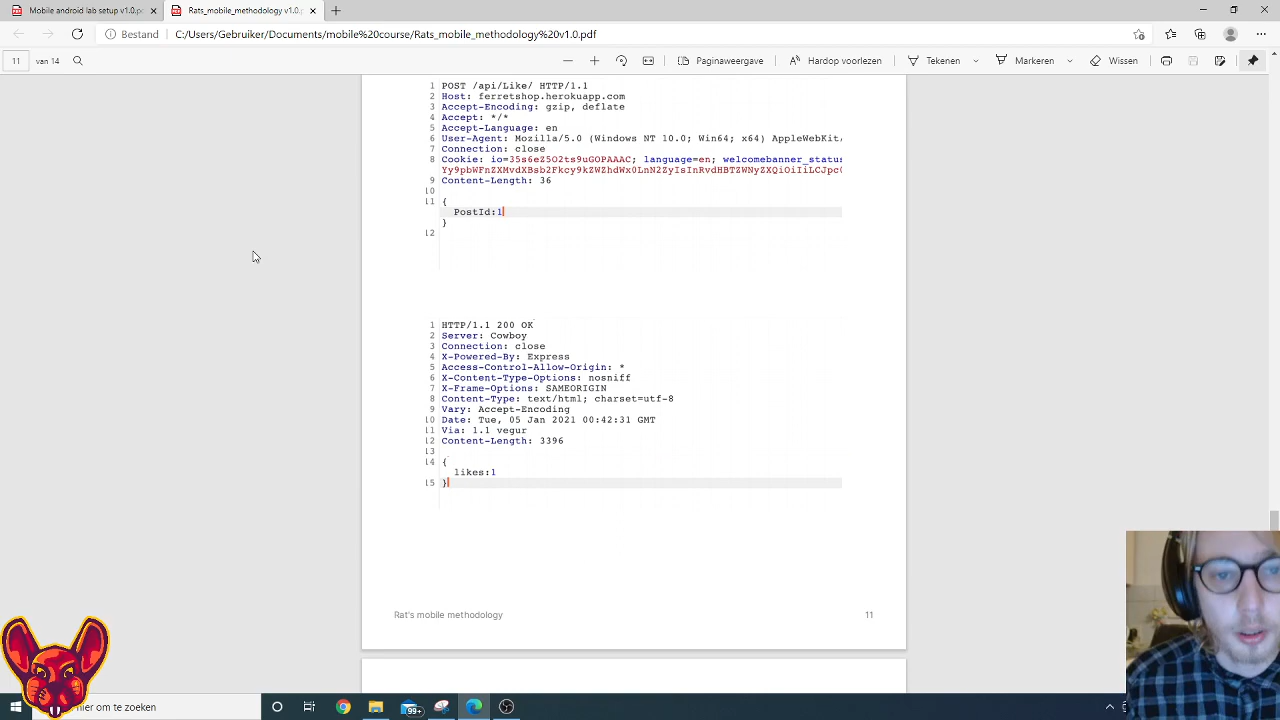 Mobile android lab setup v1.0.pc
Rats_mobile_methodology v1.0.p
Bestand
C:/Users/Gebruiker/Documents/mobile%20course/Rats_mobile_methodology%20v1.0.pdf
11 van 14
Paginaweergave
Hardop voorlezen
Tekenen
Markeren
Wissen
1 POST /api/Like/ HTTP/1.1
2 Host: ferretshop.herokuapp.com
3 Accept-Encoding: gzip, deflate
4 Accept: */*
5 Accept-Language: en
6 User-Agent: Mozilla/5.0 (Windows NT 10.0; Win64; x64) AppleWebKit/
7 Connection: close
8 Cookie: language=en; welcomebanner_status
9 Content-Length: 36
10
11 {
PostId:1
}
12
1 HTTP/1.1 200 OK
2 Server: Cowboy
3 Connection: close
4 X-Powered-By: Express
5 Access-Control-Allow-Origin: *
6 X-Content-Type-Options: nosniff
7 X-Frame-Options: SAMEORIGIN
8 Content-Type: text/html; charset=utf-8
9 Vary: Accept-Encoding
10 Date: Tue, 05 Jan 2021 00:42:31 GMT
11 Via: 1.1 vegur
12 Content-Length: 3396
13
14 {
likes:1
15 }
Rat's mobile methodology
11
hier om te zoeken
99+